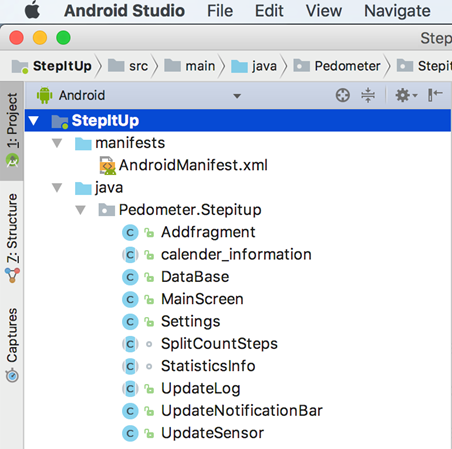 Android Studio File Edit View Navigate
Step
StepItUp src main java Pedometer Stepit
1: Project
Android
StepItUp
manifests
AndroidManifest.xml
java
Pedometer.Stepitup
Addfragment
calender_information
DataBase
MainScreen
Settings
SplitCountSteps
StatisticsInfo
UpdateLog
UpdateNotificationBar
UpdateSensor
Z: Structure
Captures